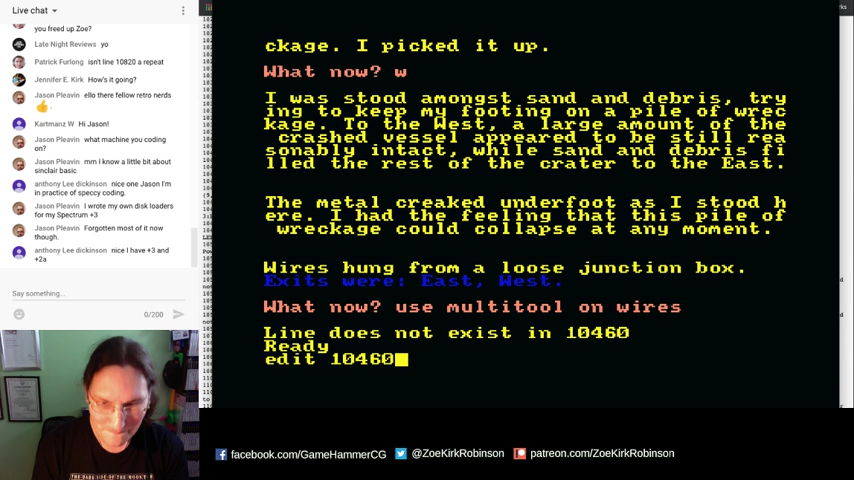 Live chat
you freed up Zoe?
Late Night Reviews yo
Patrick Furlong isn't line 10820 a repeat
Jennifer E. Kirk How's it going?
Jason Pleavin ello there fellow retro nerds
Kartmanz W Hi Jason!
Jason Pleavin what machine you coding
on?
Jason Pleavin mm I know a little bit about
sinclair basic
anthony Lee dickinson nice one Jason I'm
in practice of speccy coding.
Jason Pleavin I wrote my own disk loaders
for my Spectrum +3
Jason Pleavin Forgotten most of it now
though.
anthony Lee dickinson nice I have +3 and
+2a
Say something...
0/200
ckage. I picked it up.
What now? w
I was stood amongst sand and debris, try
ing to keep my footing on a pile of wrec
kage. To the West, a large amount of the
crashed vessel appeared to be still rea
sonably intact, while sand and debris fi
lled the rest of the crater to the East.
The metal creaked underfoot as I stood h
ere. I had the feeling that this pile of
wreckage could collapse at any moment.
Wires hung from a loose junction box.
Exits were: East, West.
What now? use multitool on wires
Line does not exist in 10460
Ready
edit 10460
facebook.com/GameHammerCG
@ZoeKirkRobinson
patreon.com/ZoeKirkRobinson